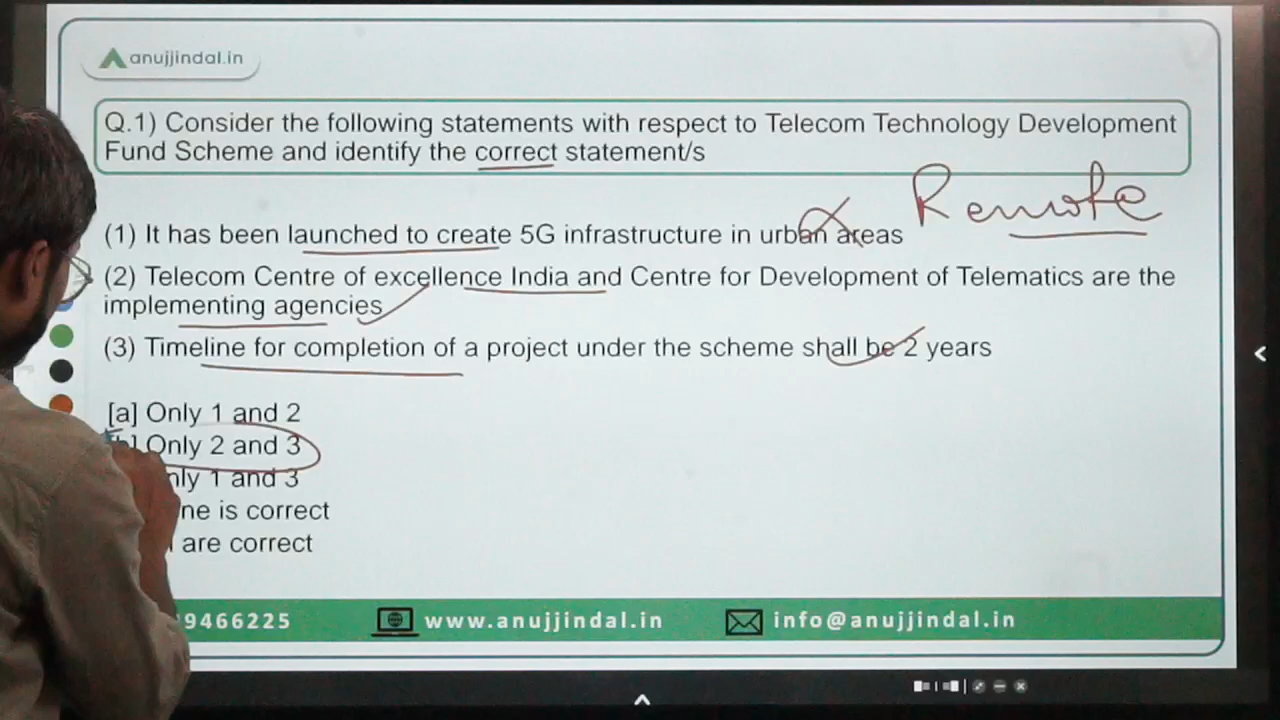 anujjindal.in
Q.1) Consider the following statements with respect to Telecom Technology Development
Fund Scheme and identify the correct statement/s
Remote
(1) It has been launched to create 5G infrastructure in urban areas
(2) Telecom Centre of excellence India and Centre for Development of Telematics are the
implementing agencies
(3) Timeline for completion of a project under the scheme shall be 2 years
[a] Only 1 and 2
Only 2 and 3
1 and 3
is correct
are correct
9466225
www.anujjindal.in
info@anujjindal.in